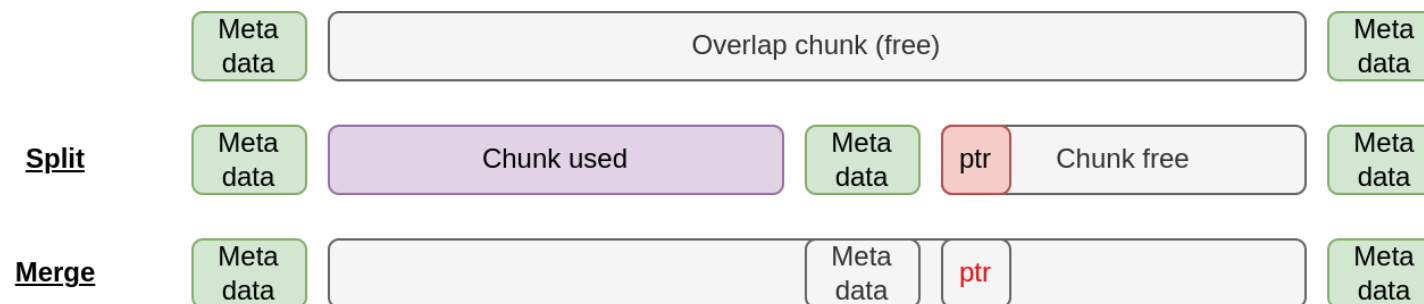 Meta
data
Overlap chunk (free)
Meta
data
Split
Meta
data
Chunk used
Meta
data
ptr
Chunk free
Meta
data
Merge
Meta
data
Meta
data
ptr
Meta
data